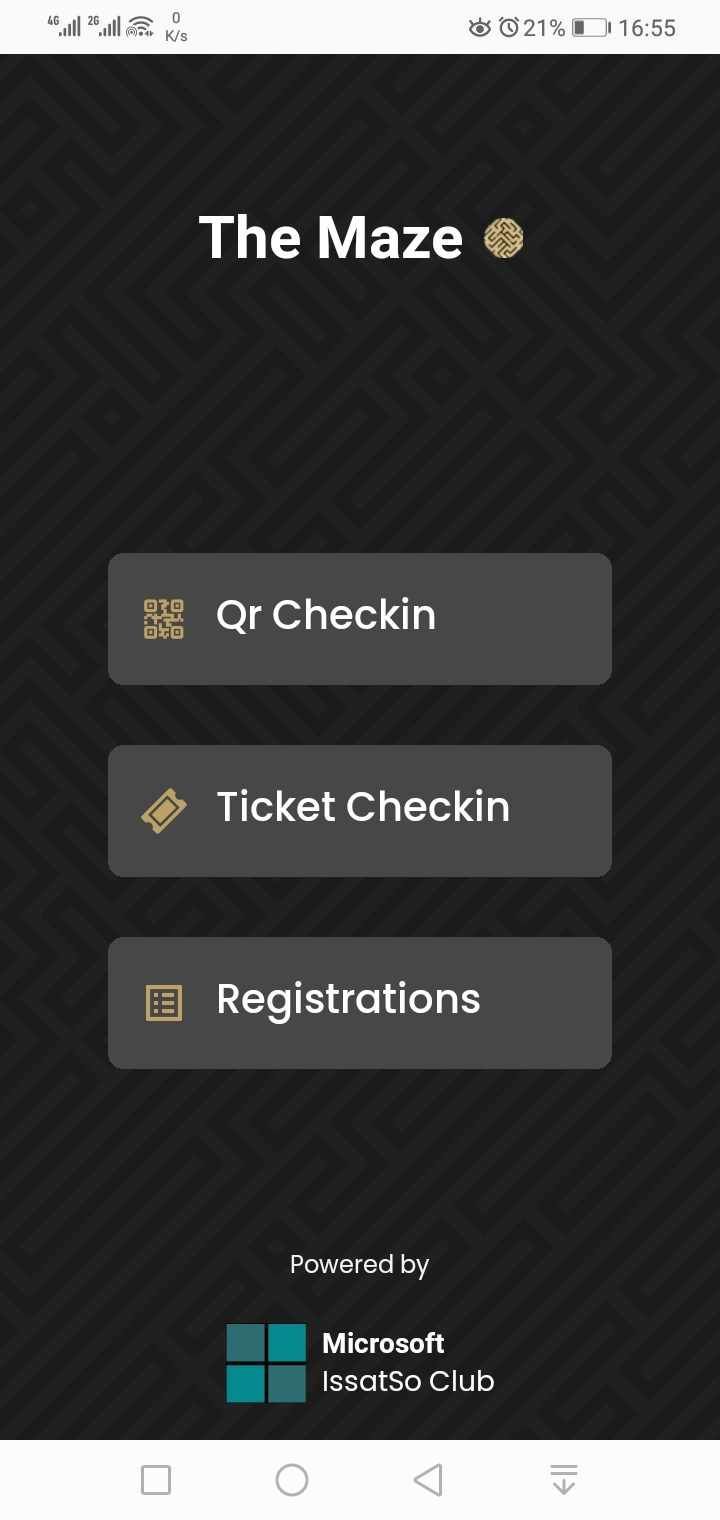 4G 2G 0 K/s 21% 16:55
The Maze
Qr Checkin
Ticket Checkin
Registrations
Powered by
Microsoft
IssatSo Club